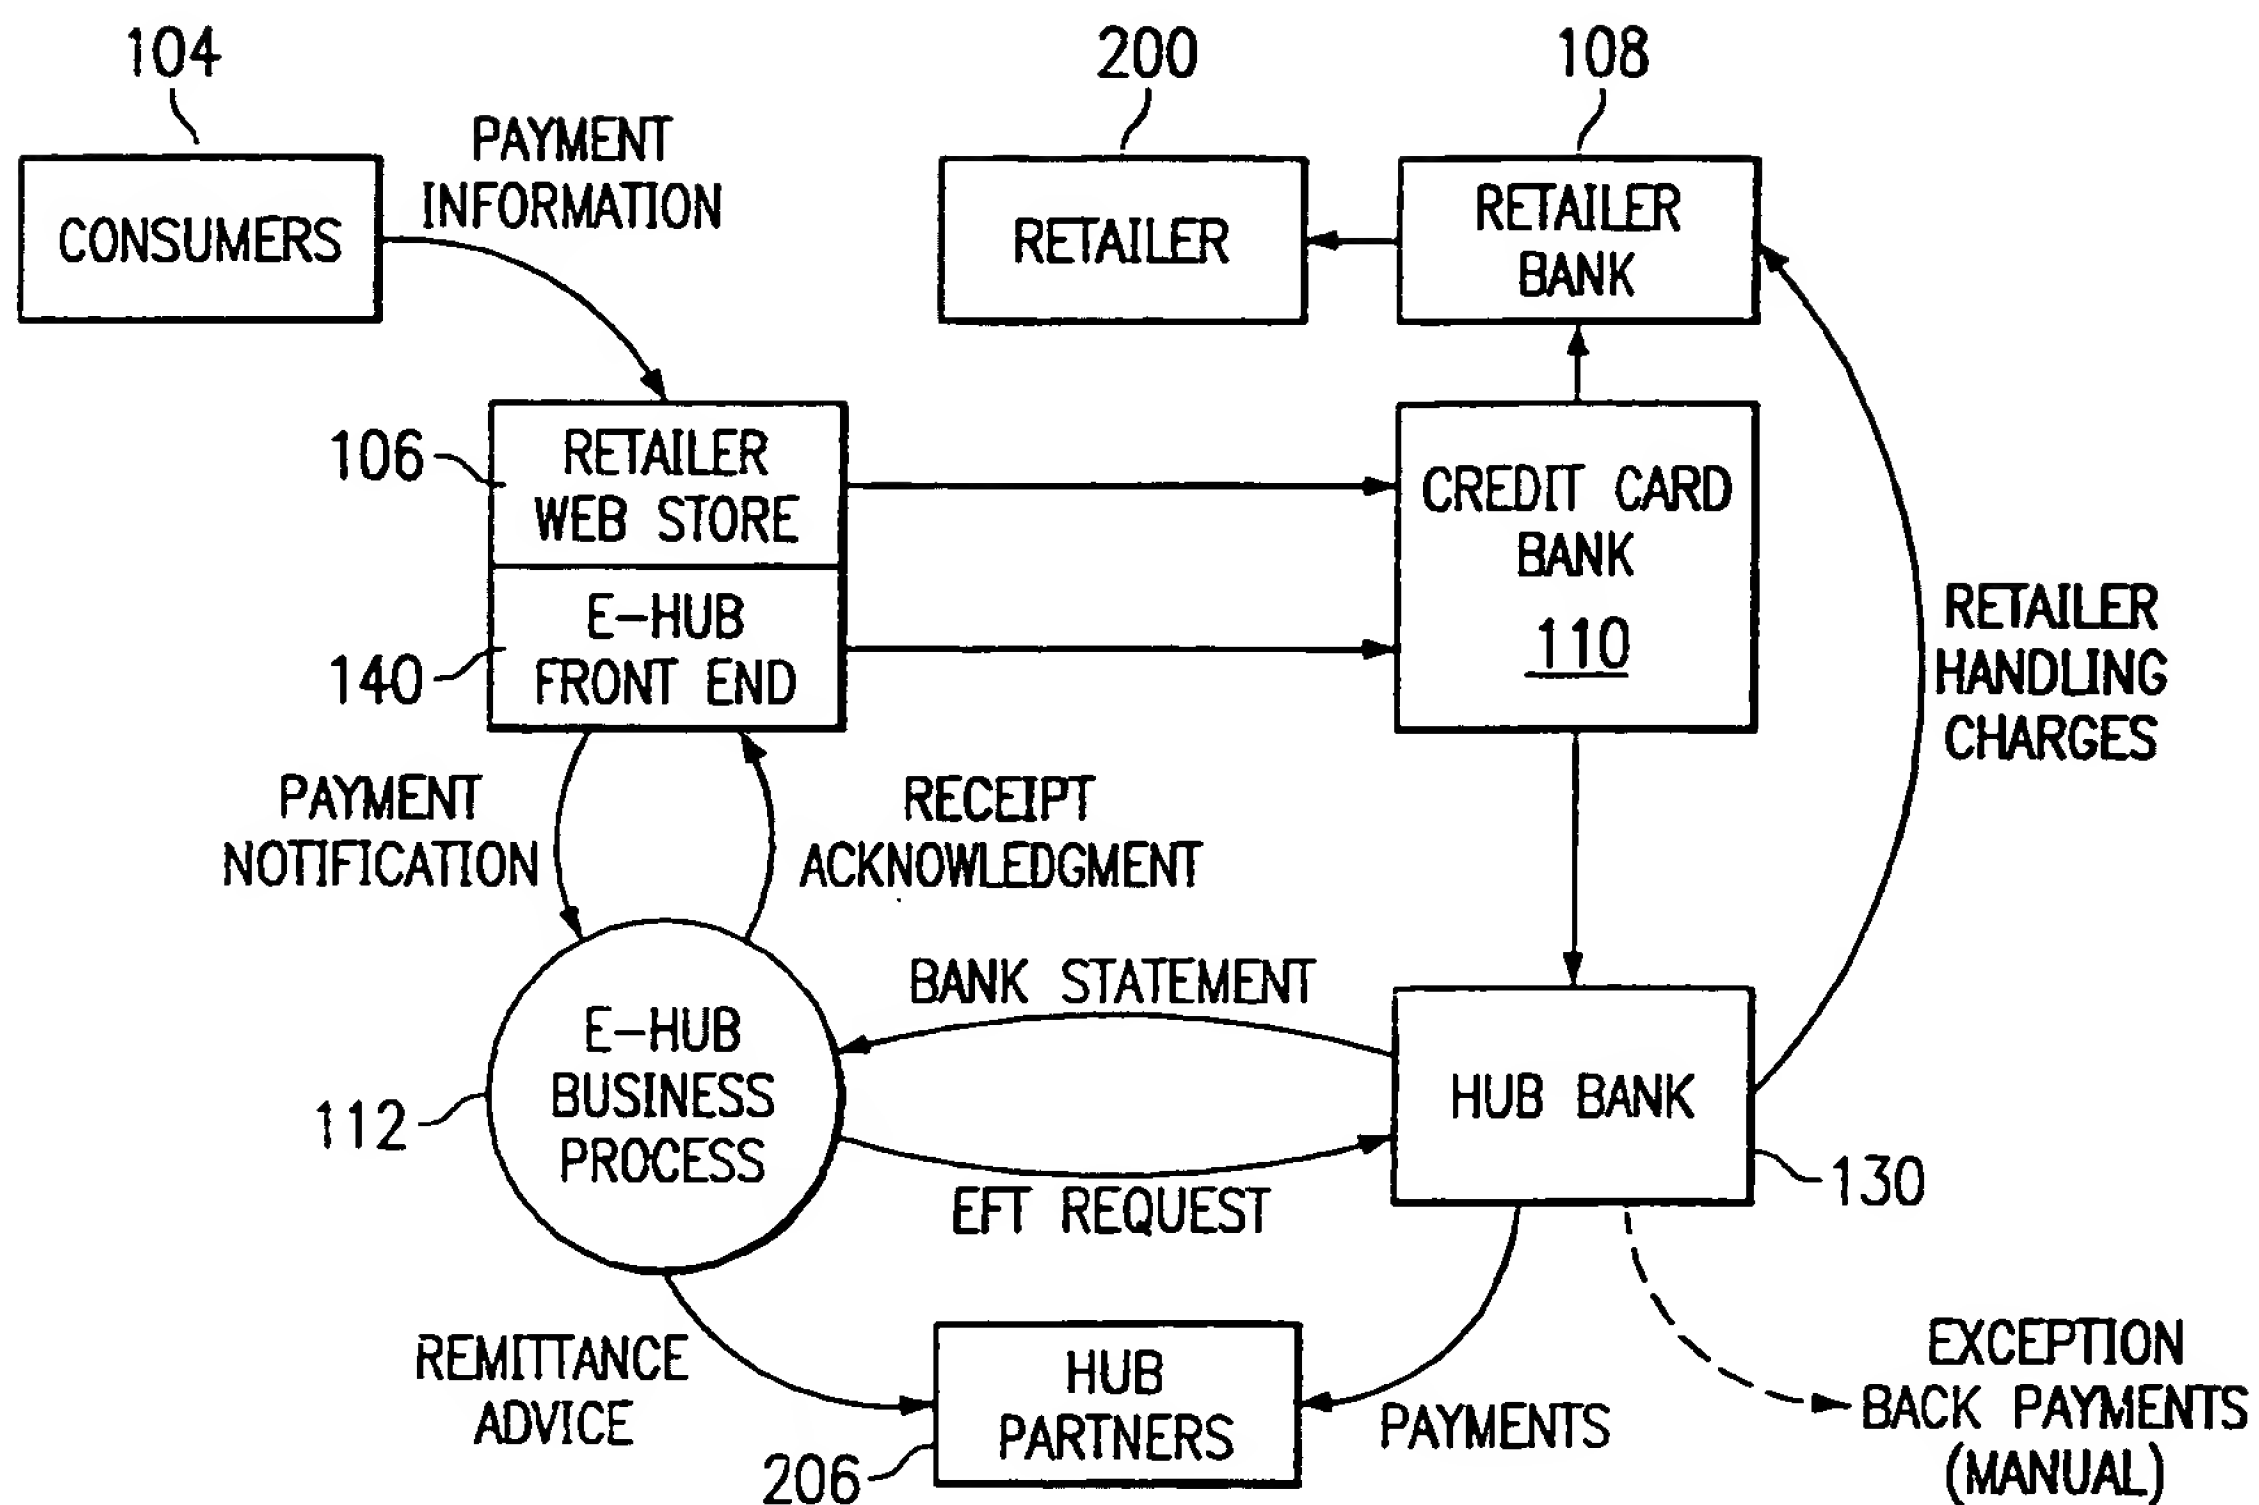 104
200
108
PAYMENT
INFORMATION
CONSUMERS
RETAILER
RETAILER
BANK
106
RETAILER
WEB STORE
140
E-HUB
FRONT END
CREDIT CARD
BANK
110
RETAILER
HANDLING
CHARGES
PAYMENT
NOTIFICATION
RECEIPT
ACKNOWLEDGMENT
BANK STATEMENT
112
E-HUB
BUSINESS
PROCESS
HUB BANK
130
EFT REQUEST
REMITTANCE
ADVICE
HUB
PARTNERS
206
PAYMENTS
EXCEPTION
BACK PAYMENTS
(MANUAL)